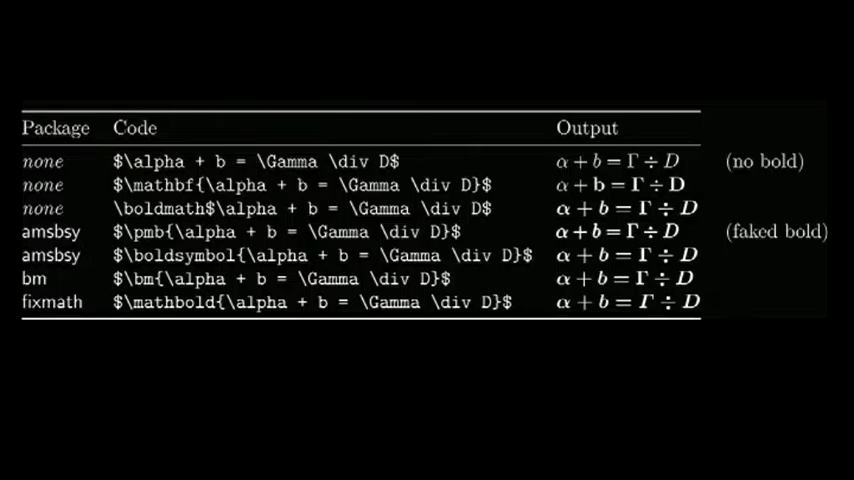 Package Code Output
none $\alpha + b = \Gamma \div D$ α + b = Γ ÷ D (no bold)
none $\mathbf{\alpha + b = \Gamma \div D}$ α + b = Γ ÷ D
none \boldmath$\alpha + b = \Gamma \div D$ α + b = Γ ÷ D
amsbsy $\pmb{\alpha + b = \Gamma \div D}$ α + b = Γ ÷ D (faked bold)
amsbsy $\boldsymbol{\alpha + b = \Gamma \div D}$ α + b = Γ ÷ D
bm $\bm{\alpha + b = \Gamma \div D}$ α + b = Γ ÷ D
fixmath $\mathbold{\alpha + b = \Gamma \div D}$ α + b = Γ ÷ D